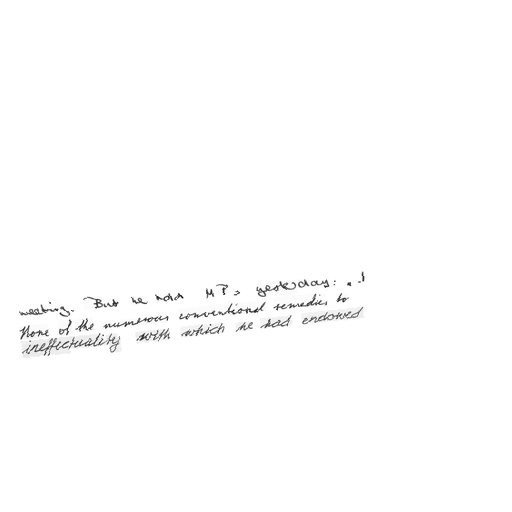 meeting. But he told MPs yesterday: " I
None of the numerous conventional remedies to
ineffectuality with which he had endowed